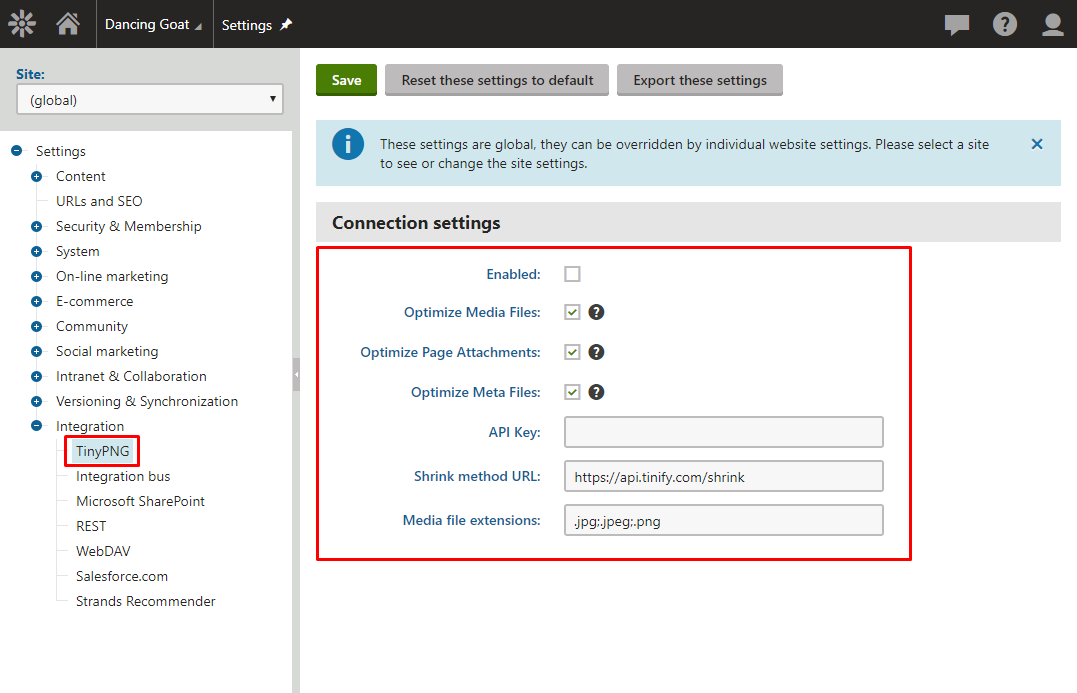 Dancing Goat
Settings
Site:
(global)
Settings
Content
URLs and SEO
Security & Membership
System
On-line marketing
E-commerce
Community
Social marketing
Intranet & Collaboration
Versioning & Synchronization
Integration
TinyPNG
Integration bus
Microsoft SharePoint
REST
WebDAV
Salesforce.com
Strands Recommender
Save
Reset these settings to default
Export these settings
These settings are global, they can be overridden by individual website settings. Please select a site
to see or change the site settings.
Connection settings
Enabled:
Optimize Media Files:
Optimize Page Attachments:
Optimize Meta Files:
API Key:
Shrink method URL: https://api.tinify.com/shrink
Media file extensions: .jpg;.jpeg;.png